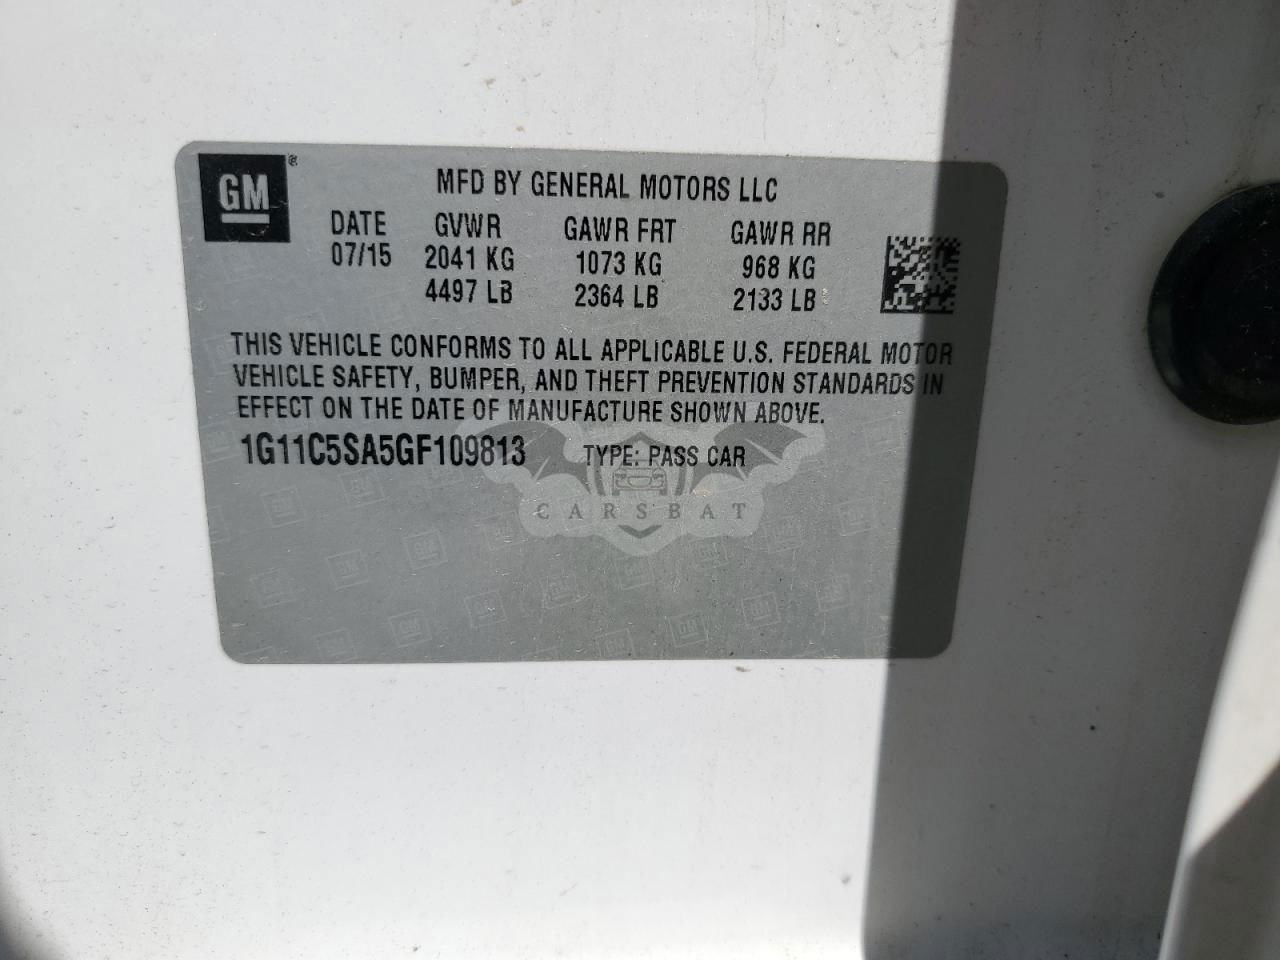 GM ®
MFD BY GENERAL MOTORS LLC
DATE GVWR GAWR FRT GAWR RR
07/15 2041 KG 1073 KG 968 KG
4497 LB 2364 LB 2133 LB
THIS VEHICLE CONFORMS TO ALL APPLICABLE U.S. FEDERAL MOTOR
VEHICLE SAFETY, BUMPER, AND THEFT PREVENTION STANDARDS IN
EFFECT ON THE DATE OF MANUFACTURE SHOWN ABOVE.
1G11C5SA5GF109813 TYPE: PASS CAR
CARSBAT